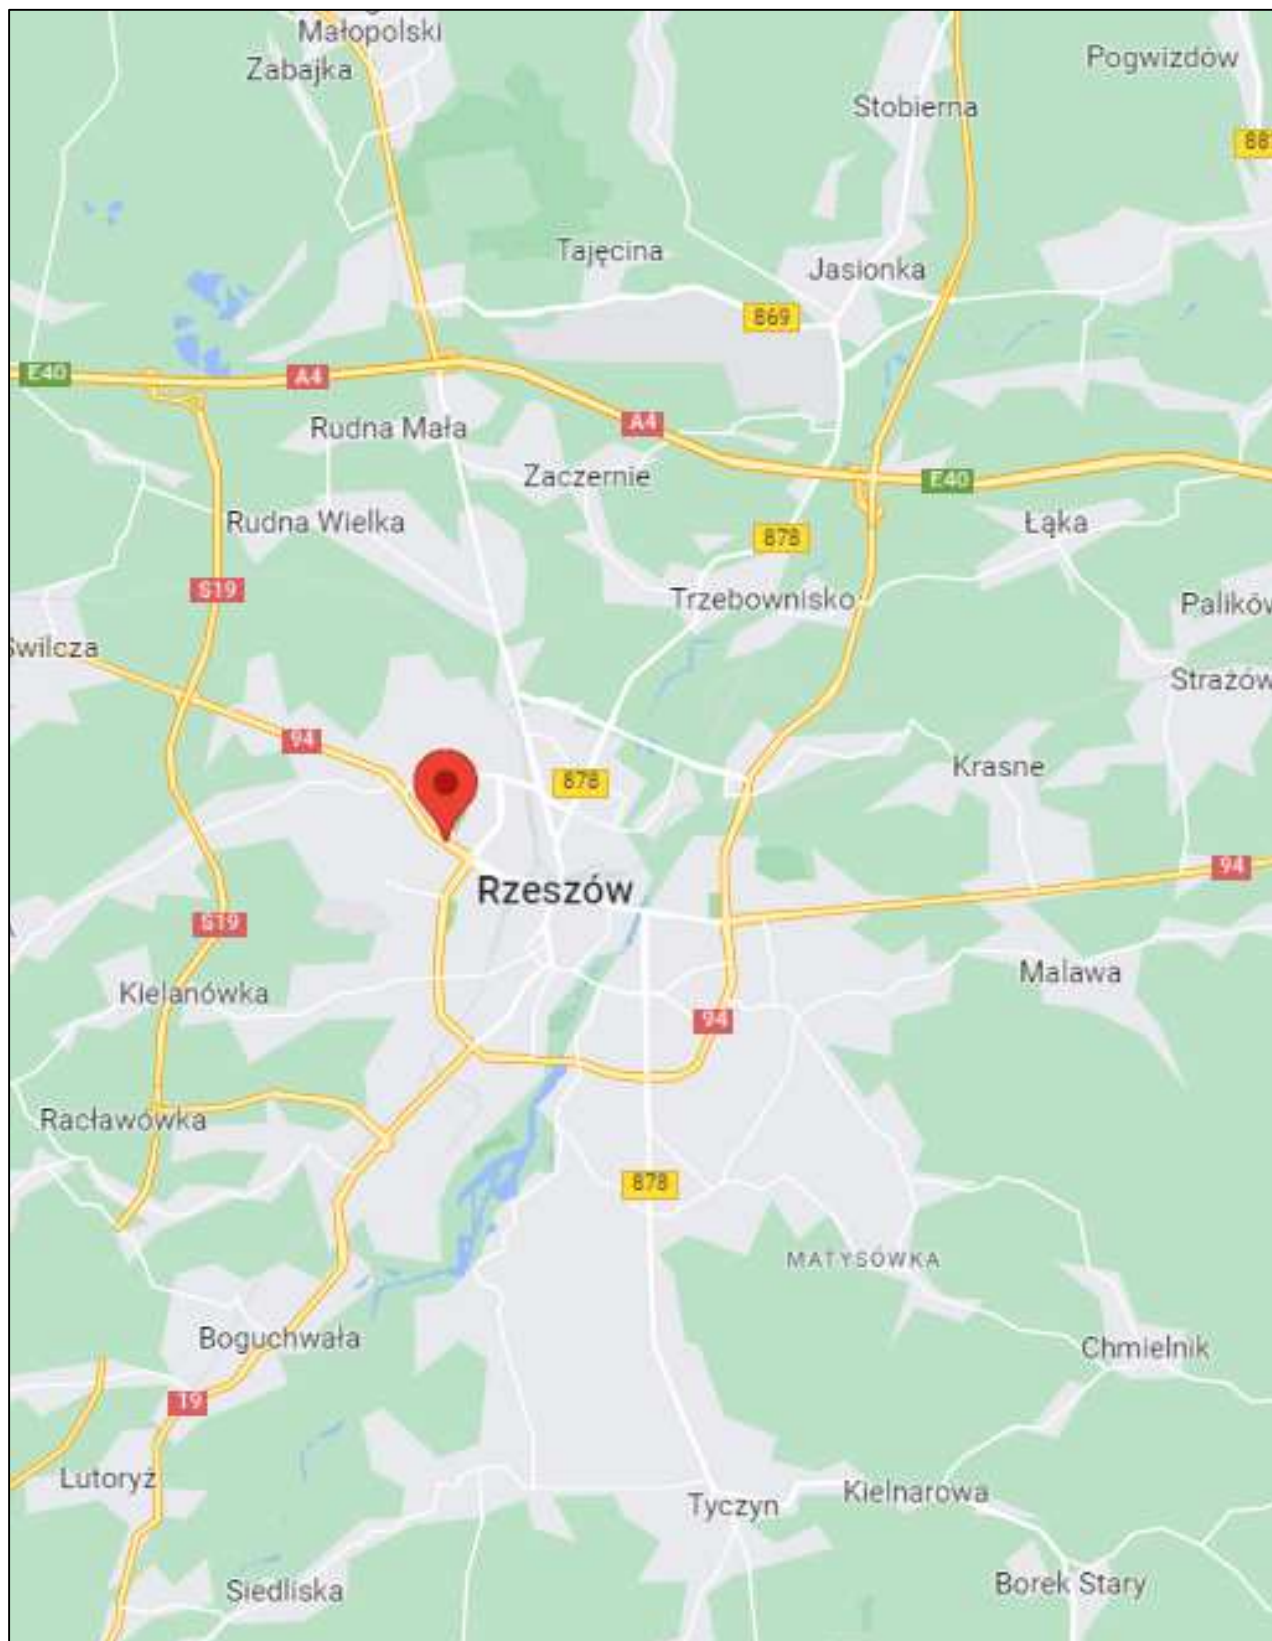 Małopolski
Zabajka
Pogwizdów
Stobierna
Tajęcina
Jasionka
869
E40
A4
Rudna Mała
A4
Zaczernie
E40
Rudna Wielka
878
Łąka
S19
Trzebownisko
Palików
Świlcza
Strażów
94
Krasne
878
94
Rzeszów
S19
Malawa
Kielanówka
94
Racławówka
878
MATYSÓWKA
Boguchwała
Chmielnik
19
Lutoryż
Kielnarowa
Tyczyn
Siedliska
Borek Stary